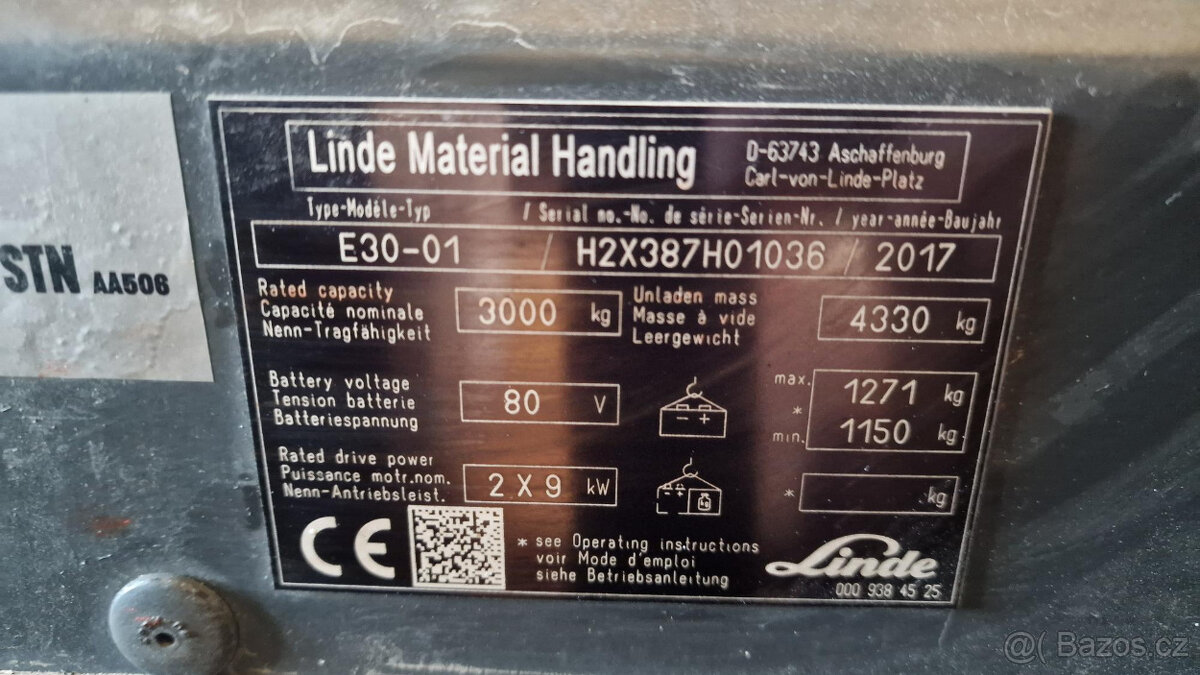 STN AA506
Linde Material Handling
D-63743 Aschaffenburg
Carl-von-Linde-Platz
Type-Modèle-Typ / Serial no.-No. de série-Serien-Nr. / year-année-Baujahr
E30-01 / H2X387H01036 / 2017
Rated capacity
Capacité nominale
Nenn-Tragfähigkeit
3000 kg
Unladen mass
Masse à vide
Leergewicht
4330 kg
Battery voltage
Tension batterie
Batteriespannung
80 V
- +
max. 1271 kg
*
min. 1150 kg
Rated drive power
Puissance motr.nom.
Nenn-Antriebsleist.
2 X 9 kW
- +
kg
* kg
CE
* see Operating instructions
voir Mode d'emploi
siehe Betriebsanleitung
Linde
000 938 45 25
@ Bazos.cz